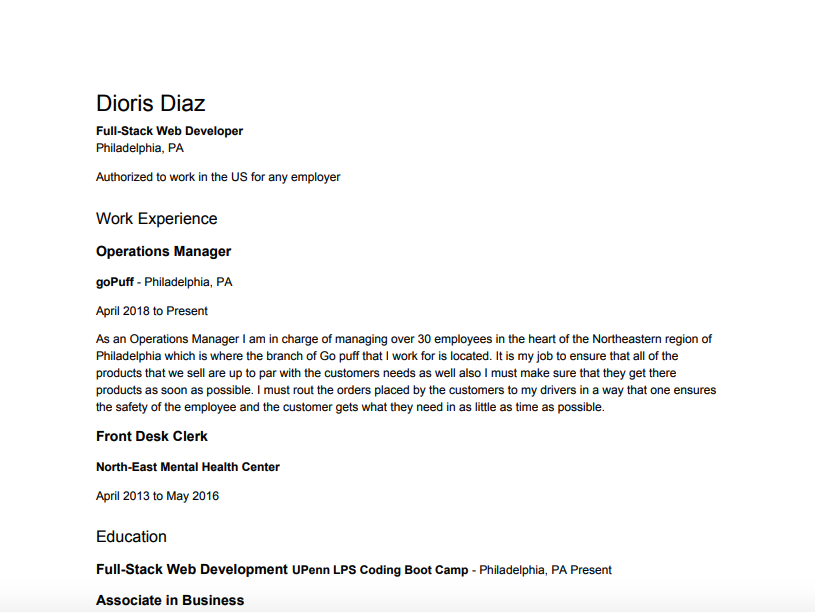 Dioris Diaz
Full-Stack Web Developer
Philadelphia, PA
Authorized to work in the US for any employer
Work Experience
Operations Manager
goPuff - Philadelphia, PA
April 2018 to Present
As an Operations Manager I am in charge of managing over 30 employees in the heart of the Northeastern region of
Philadelphia which is where the branch of Go puff that I work for is located. It is my job to ensure that all of the
products that we sell are up to par with the customers needs as well also I must make sure that they get there
products as soon as possible. I must rout the orders placed by the customers to my drivers in a way that one ensures
the safety of the employee and the customer gets what they need in as little as time as possible.
Front Desk Clerk
North-East Mental Health Center
April 2013 to May 2016
Education
Full-Stack Web Development UPenn LPS Coding Boot Camp - Philadelphia, PA Present
Associate in Business